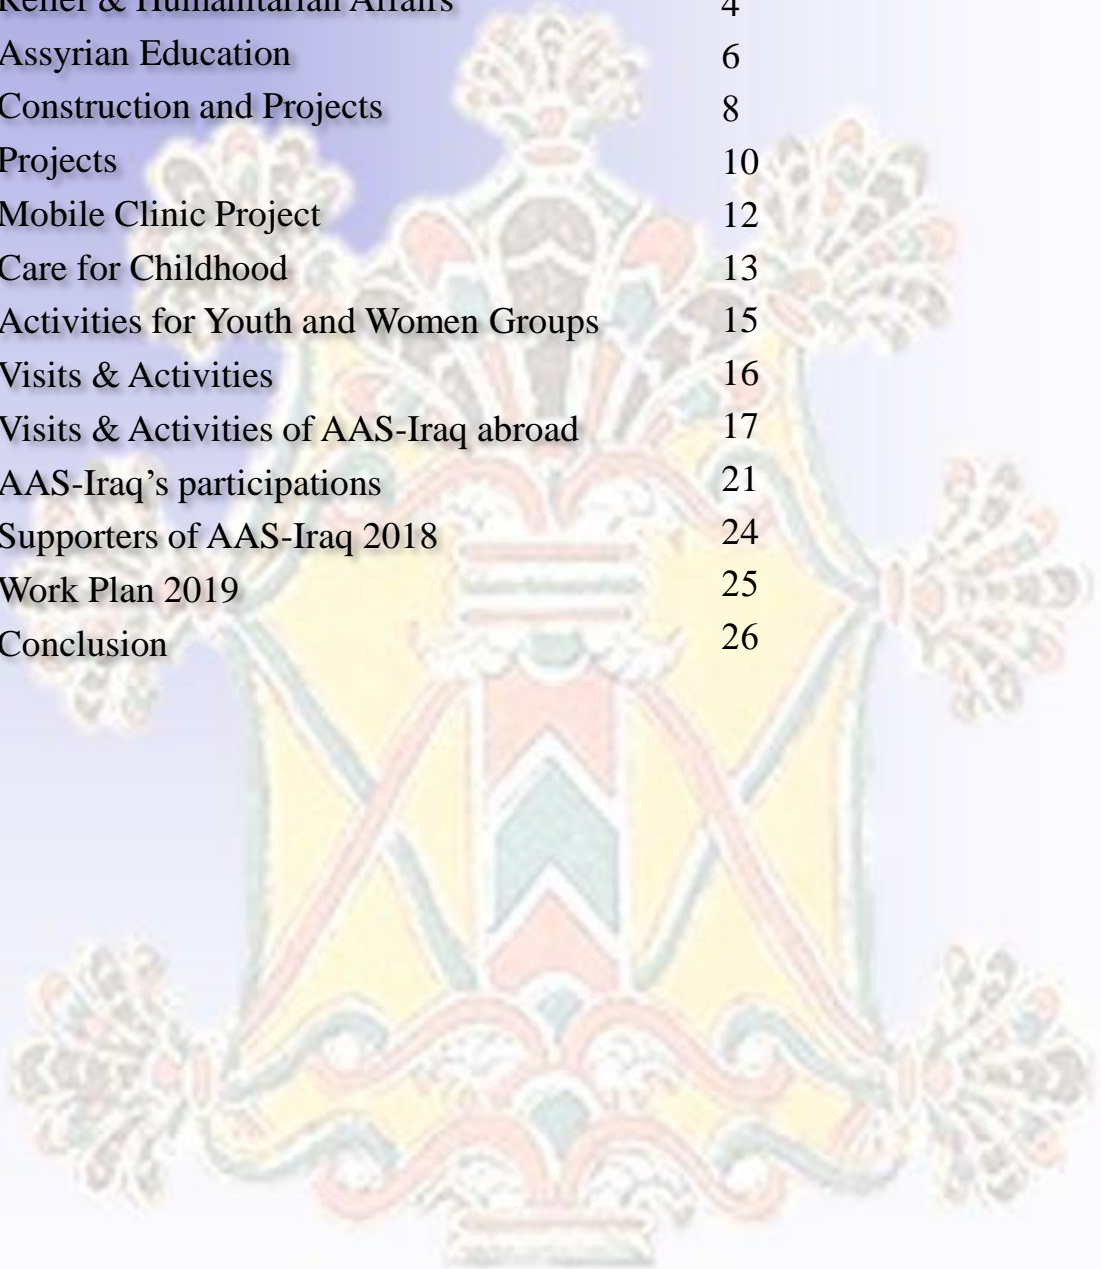 Relief & Humanitarian Affairs 4
Assyrian Education 6
Construction and Projects 8
Projects 10
Mobile Clinic Project 12
Care for Childhood 13
Activities for Youth and Women Groups 15
Visits & Activities 16
Visits & Activities of AAS-Iraq abroad 17
AAS-Iraq’s participations 21
Supporters of AAS-Iraq 2018 24
Work Plan 2019 25
Conclusion 26